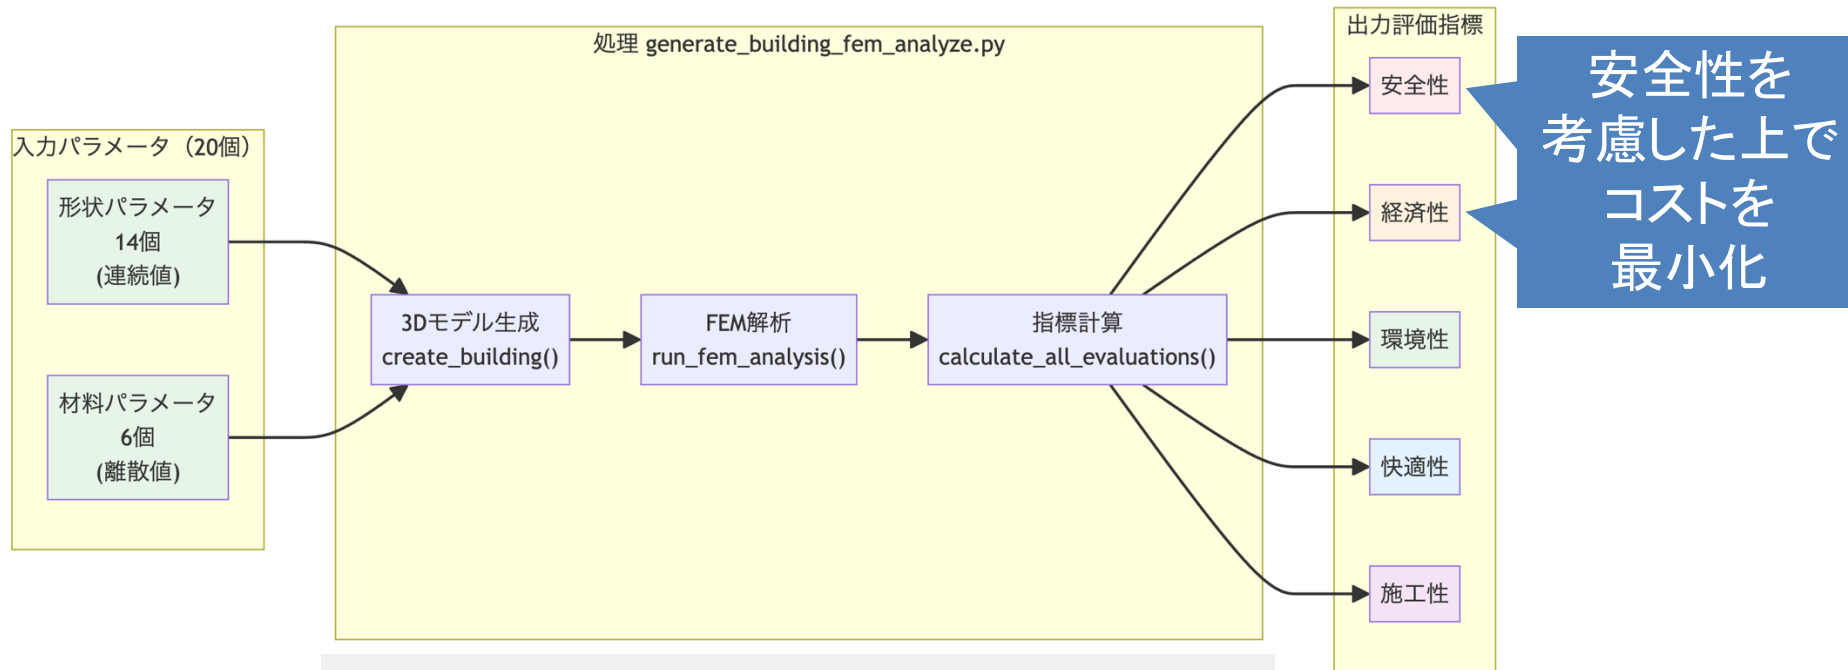 入力パラメータ（20個）
形状パラメータ
14個
(連続値)
材料パラメータ
6個
(離散値)
処理 generate_building_fem_analyze.py
3Dモデル生成
create_building()
FEM解析
run_fem_analysis()
指標計算
calculate_all_evaluations()
出力評価指標
安全性
経済性
環境性
快適性
施工性
安全性を
考慮した上で
コストを
最小化